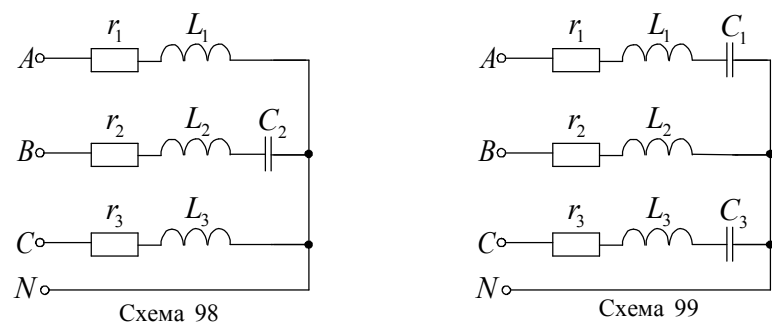 r₁ L₁
A
r₂ L₂ C₂
B
r₃ L₃
C
N
Схема 98
r₁ L₁ C₁
A
r₂ L₂
B
r₃ L₃ C₃
C
N
Схема 99